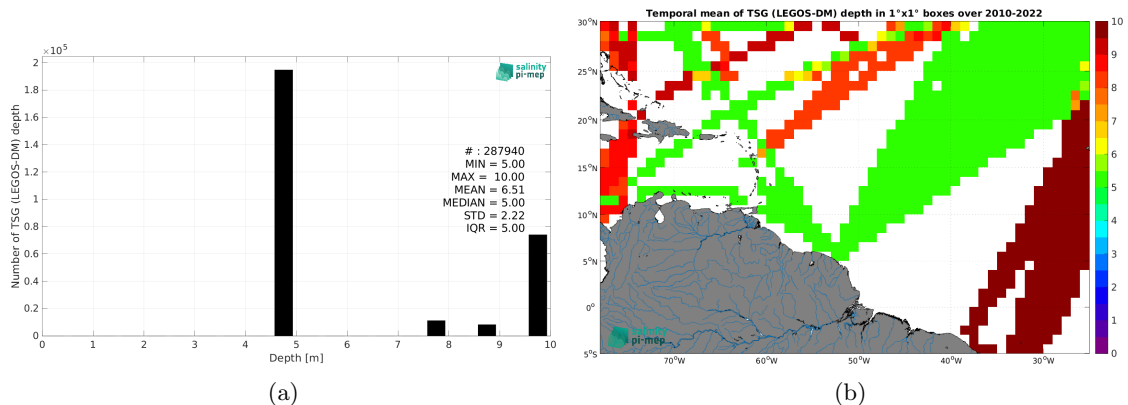 ×10⁵
2
1.8
1.6
1.4
1.2
1
0.8
0.6
0.4
0.2
0
Number of TSG (LEGOS-DM) depth
salinity
pi-mep
# : 287940
MIN = 5.00
MAX = 10.00
MEAN = 6.51
MEDIAN = 5.00
STD = 2.22
IQR = 5.00
0 1 2 3 4 5 6 7 8 9 10
Depth [m]
(a)
Temporal mean of TSG (LEGOS-DM) depth in 1°x1° boxes over 2010-2022
30°N
25°N
20°N
15°N
10°N
5°N
0°
5°S
70°W 60°W 50°W 40°W 30°W
salinity
pi-mep
10
9
8
7
6
5
4
3
2
1
0
(b)